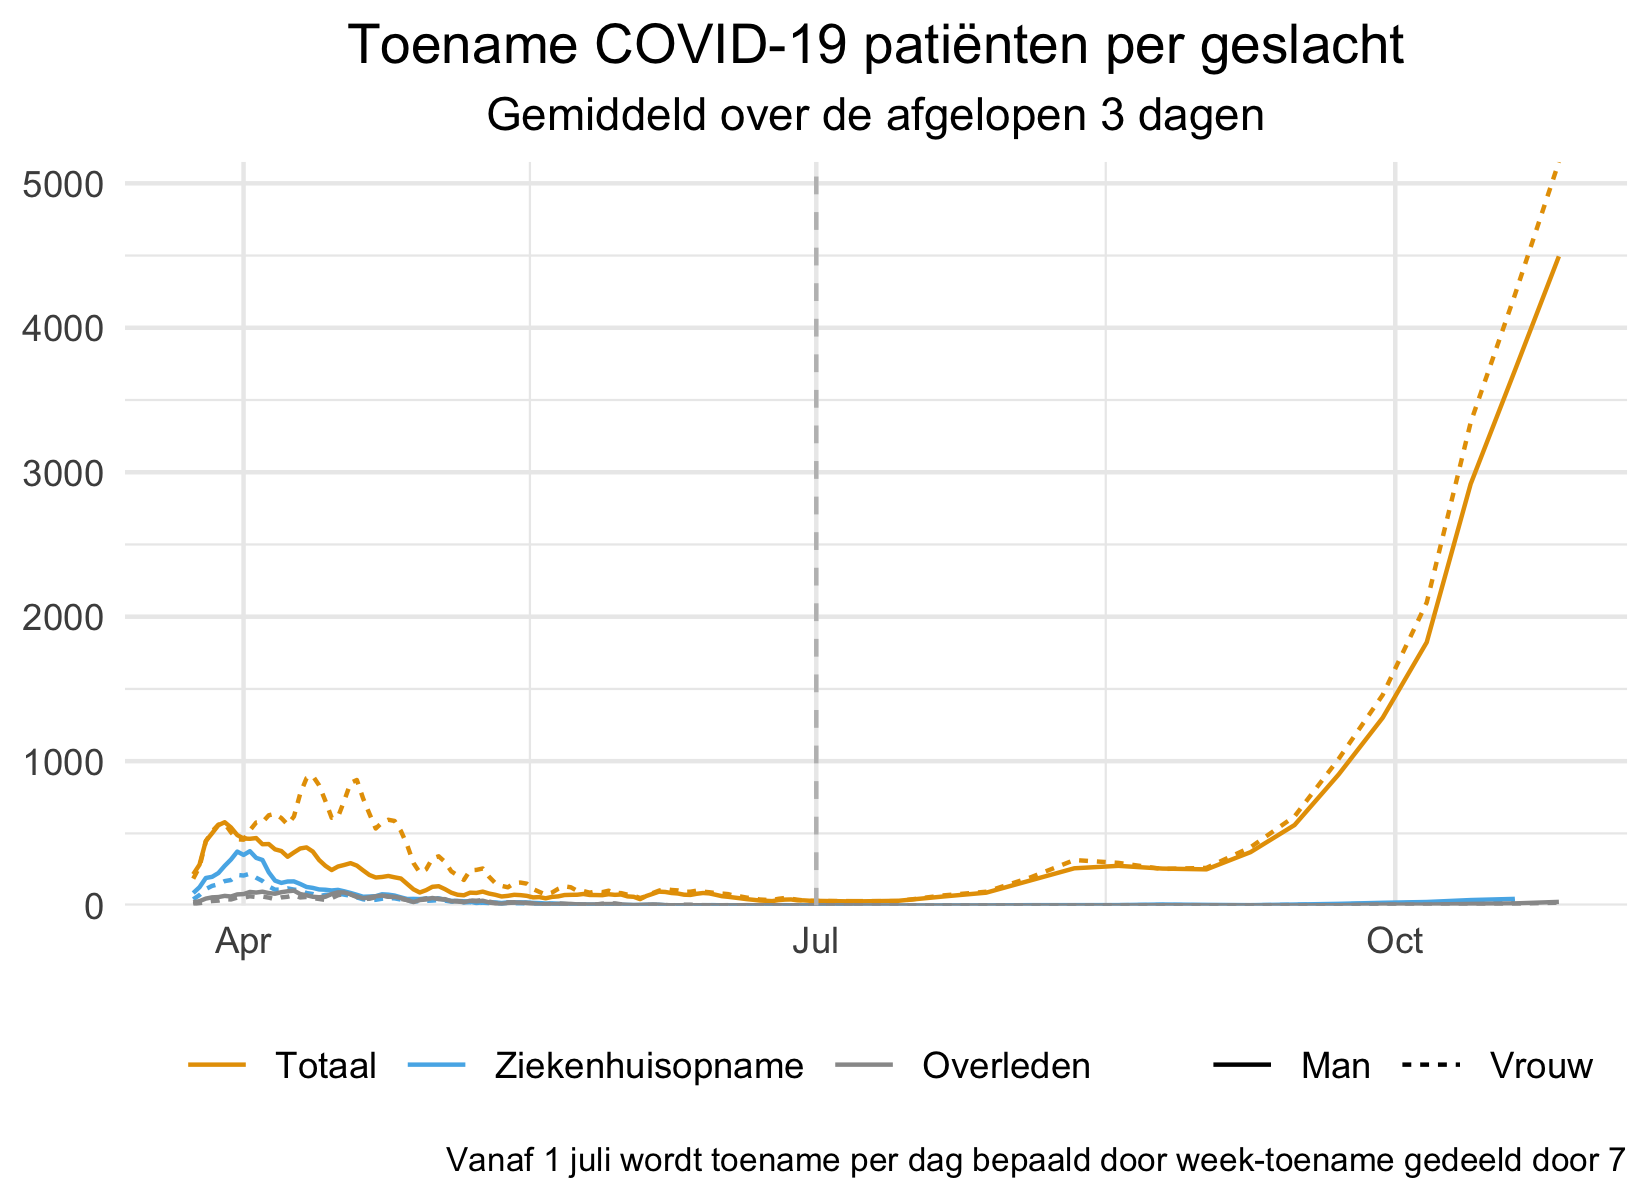 Toename COVID-19 patiënten per geslacht
Gemiddeld over de afgelopen 3 dagen
5000
4000
3000
2000
1000
0
Apr Jul Oct
Totaal Ziekenhuisopname Overleden Man Vrouw
Vanaf 1 juli wordt toename per dag bepaald door week-toename gedeeld door 7